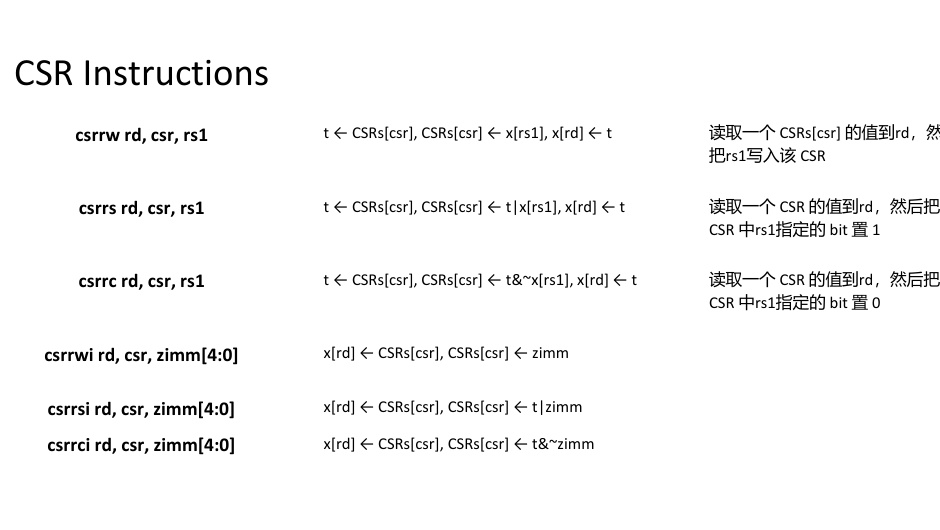 CSR Instructions
csrrw rd, csr, rs1
t ← CSRs[csr], CSRs[csr] ← x[rs1], x[rd] ← t
读取一个 CSRs[csr] 的值到rd，然
把rs1写入该 CSR
csrrs rd, csr, rs1
t ← CSRs[csr], CSRs[csr] ← t|x[rs1], x[rd] ← t
读取一个 CSR 的值到rd，然后把
CSR 中rs1指定的 bit 置 1
csrrc rd, csr, rs1
t ← CSRs[csr], CSRs[csr] ← t&~x[rs1], x[rd] ← t
读取一个 CSR 的值到rd，然后把
CSR 中rs1指定的 bit 置 0
csrrwi rd, csr, zimm[4:0]
x[rd] ← CSRs[csr], CSRs[csr] ← zimm
csrrsi rd, csr, zimm[4:0]
x[rd] ← CSRs[csr], CSRs[csr] ← t|zimm
csrrci rd, csr, zimm[4:0]
x[rd] ← CSRs[csr], CSRs[csr] ← t&~zimm